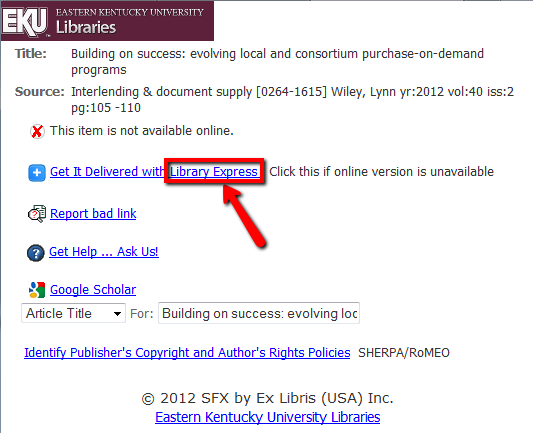 EKU EASTERN KENTUCKY UNIVERSITY
Libraries
Title: Building on success: evolving local and consortium purchase-on-demand
programs
Source: Interlending & document supply [0264-1615] Wiley, Lynn yr:2012 vol:40 iss:2
pg:105 -110
This item is not available online.
Get It Delivered with Library Express Click this if online version is unavailable
Report bad link
Get Help ... Ask Us!
Google Scholar
Article Title For: Building on success: evolving loc
Identify Publisher's Copyright and Author's Rights Policies SHERPA/RoMEO
© 2012 SFX by Ex Libris (USA) Inc.
Eastern Kentucky University Libraries